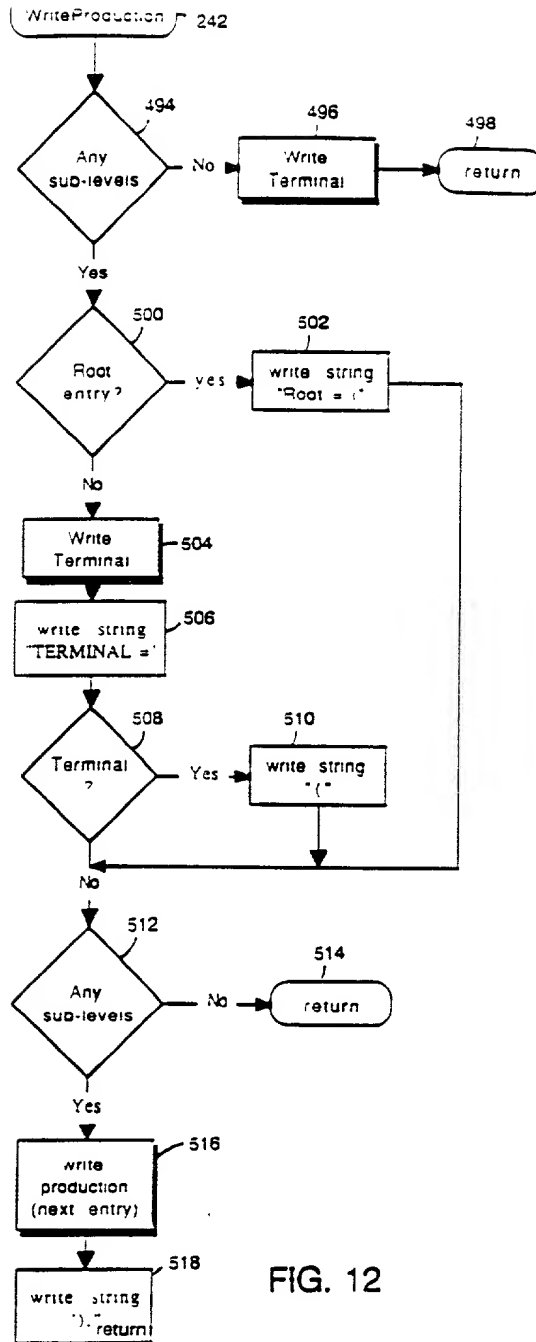 WriteProduction
242
494
Any
sub-levels
No
496
Write
Terminal
498
return
Yes
500
Root
entry?
yes
502
write string
"Root = ("
No
Write
Terminal
504
write string
"TERMINAL ="
506
508
Terminal
?
Yes
510
write string
"("
No
512
Any
sub-levels
No
514
return
Yes
write
production
(next entry)
516
518
write string
return
FIG. 12